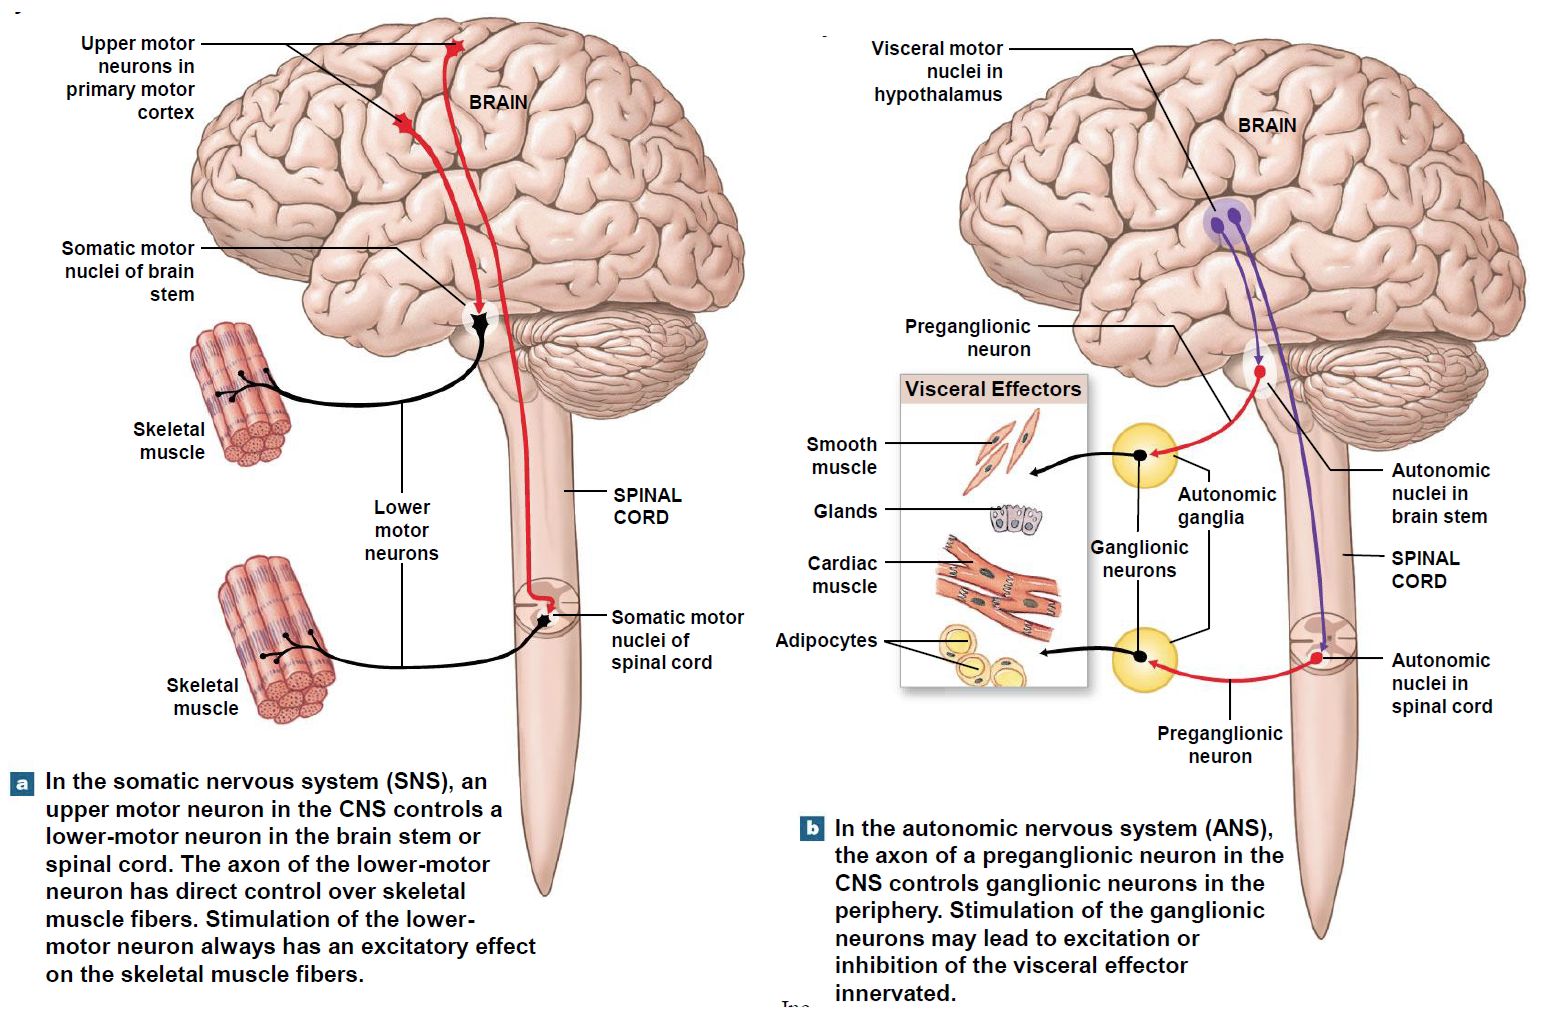 Upper motor
neurons in
primary motor
cortex
BRAIN
Somatic motor
nuclei of brain
stem
Skeletal
muscle
Lower
motor
neurons
SPINAL
CORD
Somatic motor
nuclei of
spinal cord
Skeletal
muscle
a In the somatic nervous system (SNS), an
upper motor neuron in the CNS controls a
lower-motor neuron in the brain stem or
spinal cord. The axon of the lower-motor
neuron has direct control over skeletal
muscle fibers. Stimulation of the lower-
motor neuron always has an excitatory effect
on the skeletal muscle fibers.
Visceral motor
nuclei in
hypothalamus
BRAIN
Preganglionic
neuron
Visceral Effectors
Smooth
muscle
Glands
Cardiac
muscle
Adipocytes
Autonomic
ganglia
Ganglionic
neurons
Autonomic
nuclei in
brain stem
SPINAL
CORD
Autonomic
nuclei in
spinal cord
Preganglionic
neuron
b In the autonomic nervous system (ANS),
the axon of a preganglionic neuron in the
CNS controls ganglionic neurons in the
periphery. Stimulation of the ganglionic
neurons may lead to excitation or
inhibition of the visceral effector
innervated.